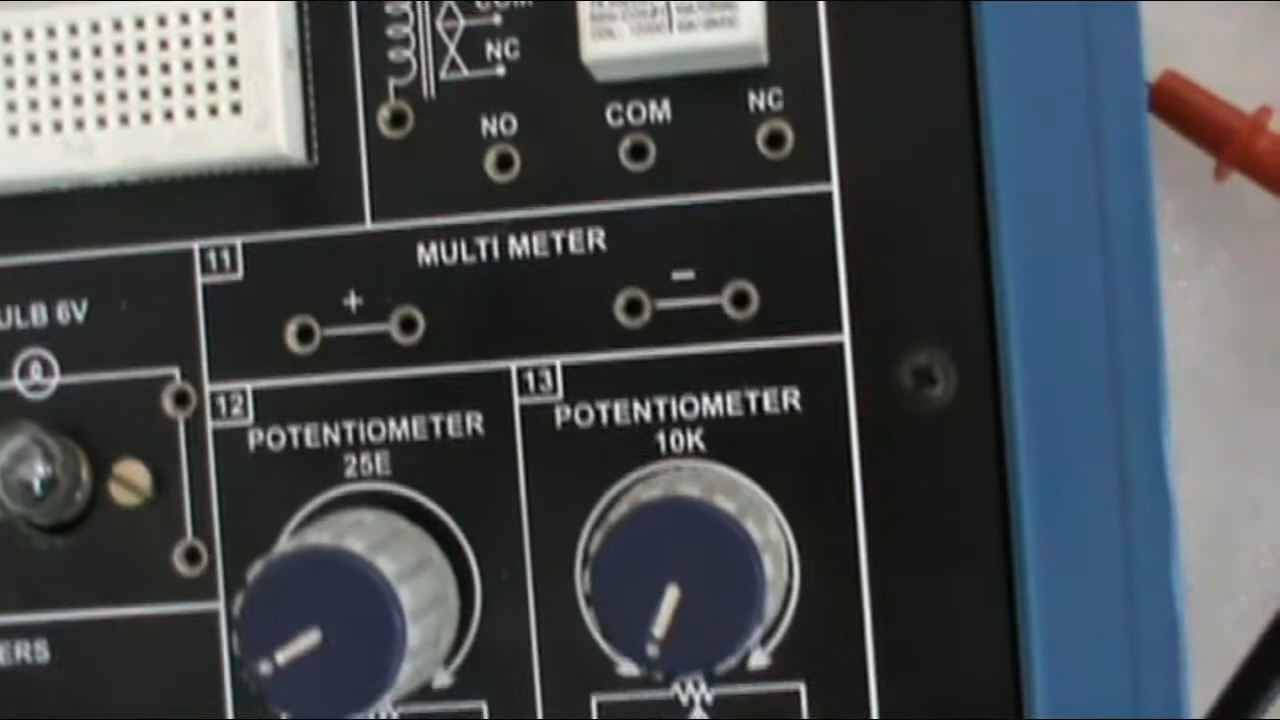 COM
NC
NO
COM
NC
11
MULTI METER
+
−
ULB 6V
12
POTENTIOMETER
25E
13
POTENTIOMETER
10K
ERS